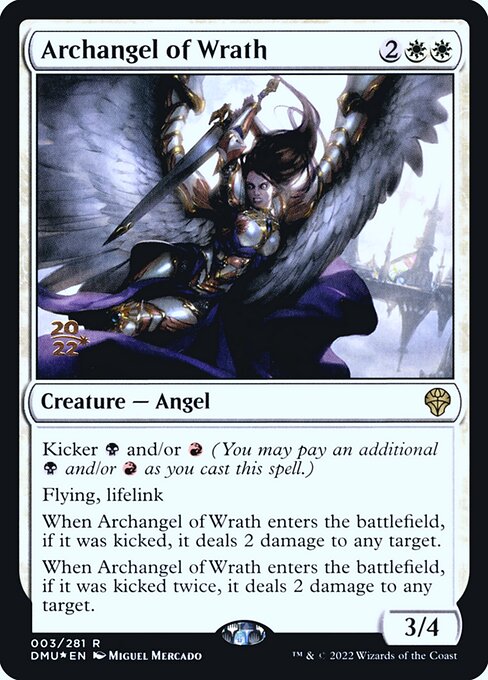 Archangel of Wrath 2
20
22
Creature — Angel
Kicker and/or (You may pay an additional
and/or as you cast this spell.)
Flying, lifelink
When Archangel of Wrath enters the battlefield,
if it was kicked, it deals 2 damage to any target.
When Archangel of Wrath enters the battlefield,
if it was kicked twice, it deals 2 damage to any
target.
3/4
003/281 R
DMU★EN Miguel Mercado
™ & © 2022 Wizards of the Coast